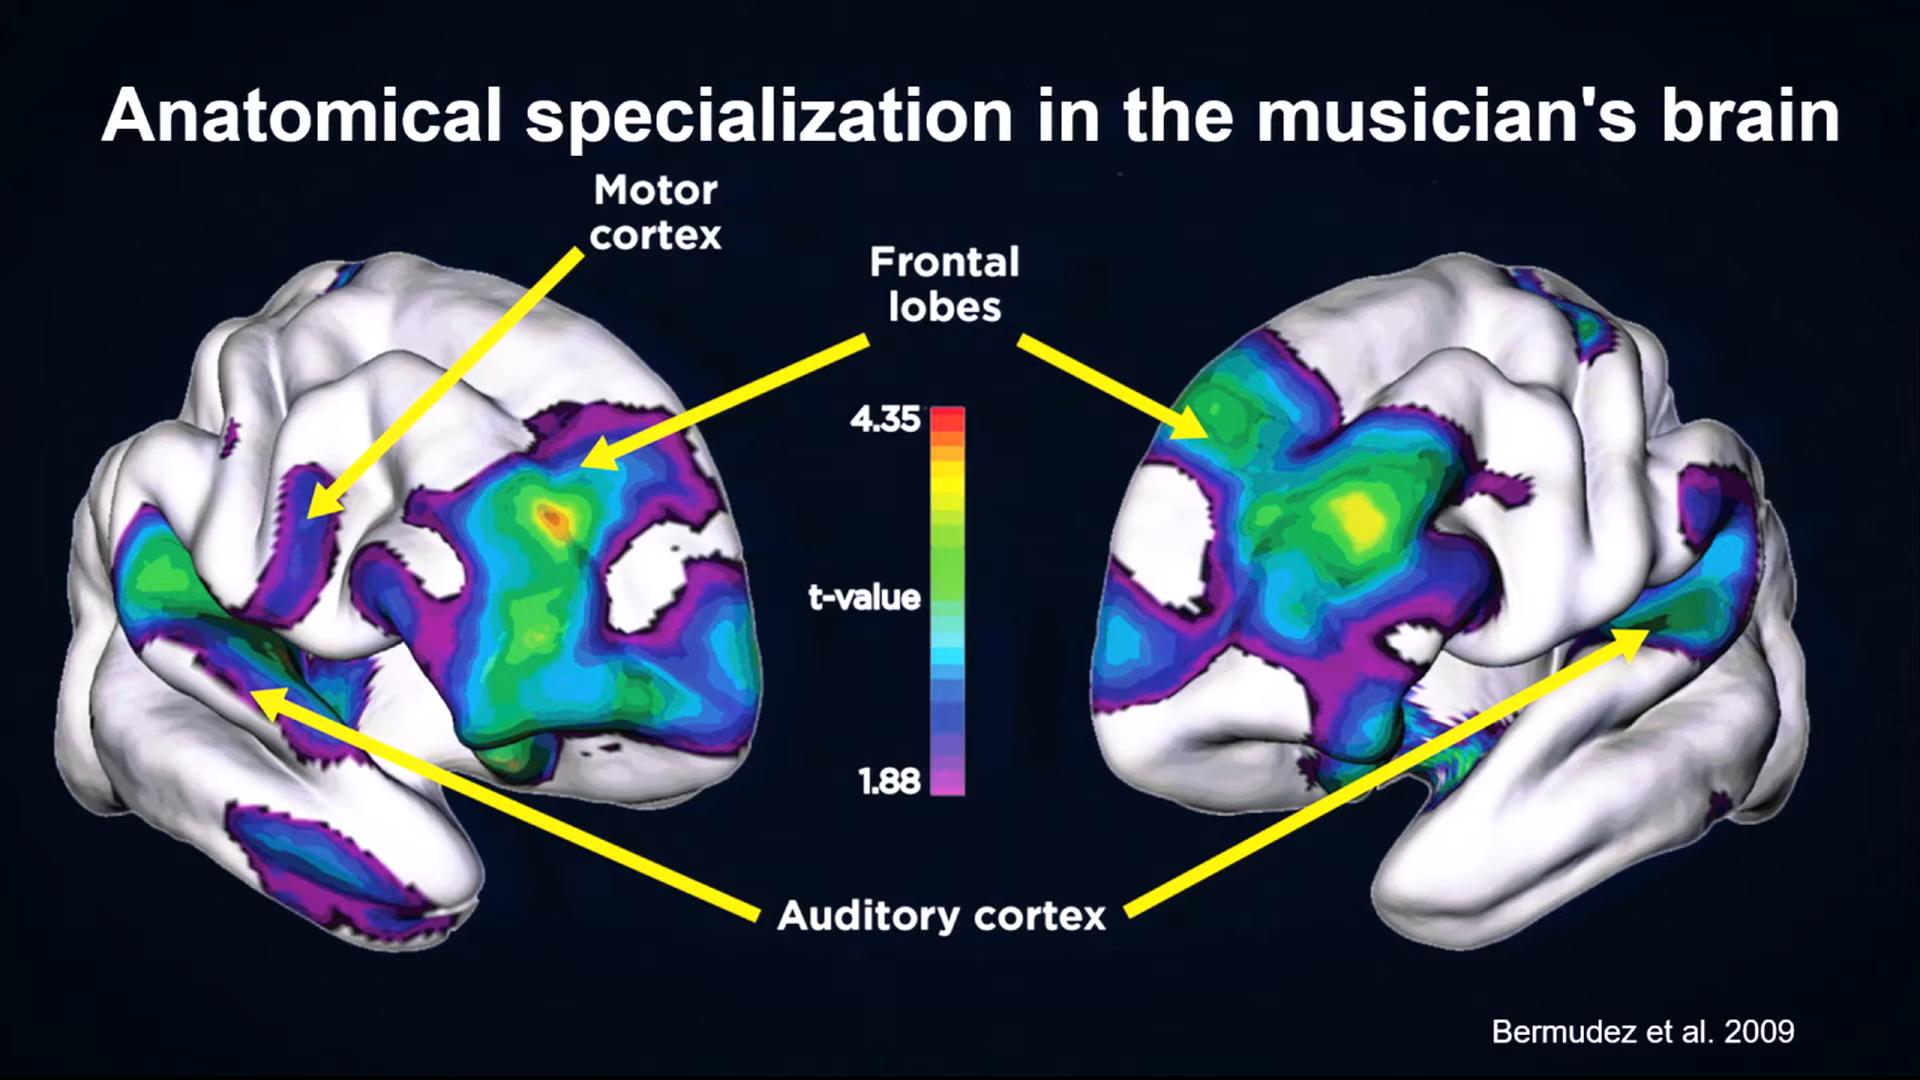 Anatomical specialization in the musician's brain
Motor
cortex
Frontal
lobes
4.35
t-value
1.88
Auditory cortex
Bermudez et al. 2009